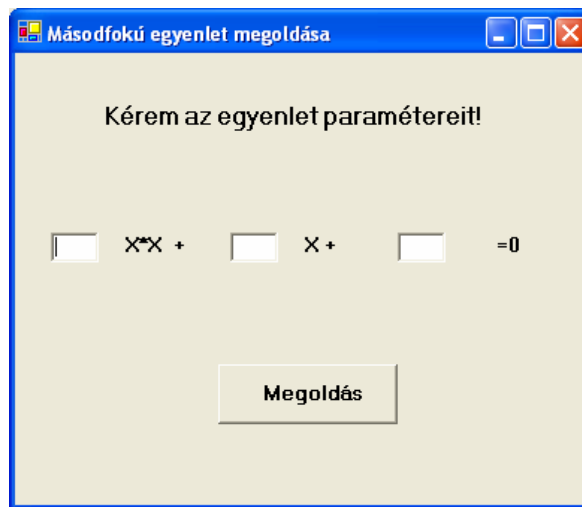 Másodfokú egyenlet megoldása
Kérem az egyenlet paramétereit!
X*X + X + =0
Megoldás